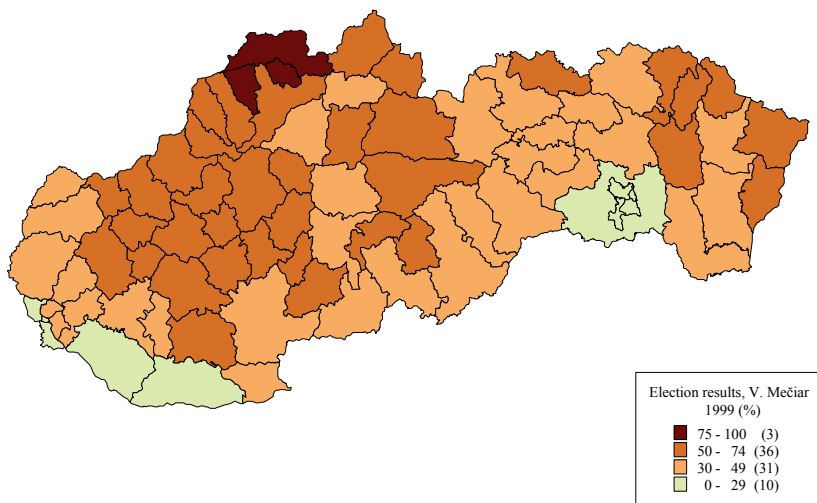 Election results, V. Mečiar
1999 (%)
75 - 100 (3)
50 - 74 (36)
30 - 49 (31)
0 - 29 (10)